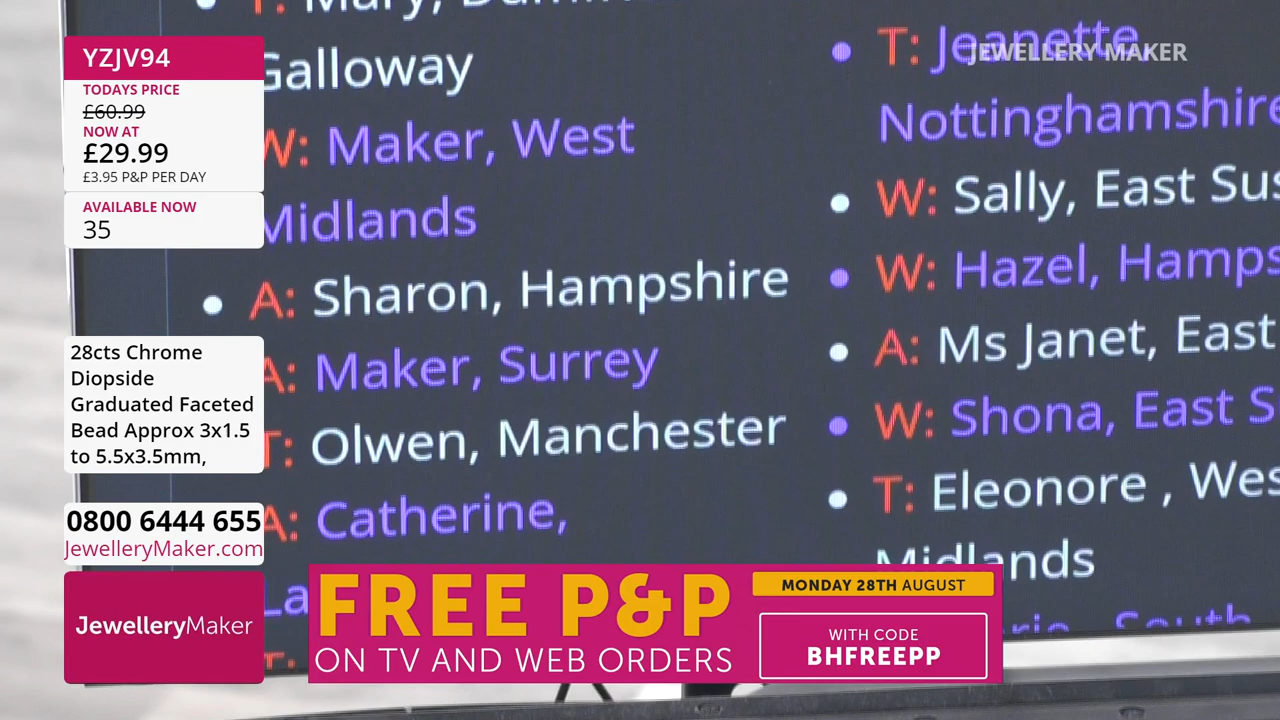 YZJV94
TODAYS PRICE
£60.99
NOW AT
£29.99
£3.95 P&P PER DAY
AVAILABLE NOW
35
28cts Chrome
Diopside
Graduated Faceted
Bead Approx 3x1.5
to 5.5x3.5mm,
0800 6444 655
JewelleryMaker.com
JewelleryMaker
T: Mary,
Galloway
W: Maker, West
Midlands
A: Sharon, Hampshire
A: Maker, Surrey
T: Olwen, Manchester
A: Catherine,
La
T:
JEWELLERY MAKER
T: Jeanette,
Nottinghamshire
W: Sally, East Sus
W: Hazel, Hamps
A: Ms Janet, East
W: Shona, East S
T: Eleonore , Wes
Midlands
South
FREE P&P
ON TV AND WEB ORDERS
MONDAY 28TH AUGUST
WITH CODE
BHFREEPP